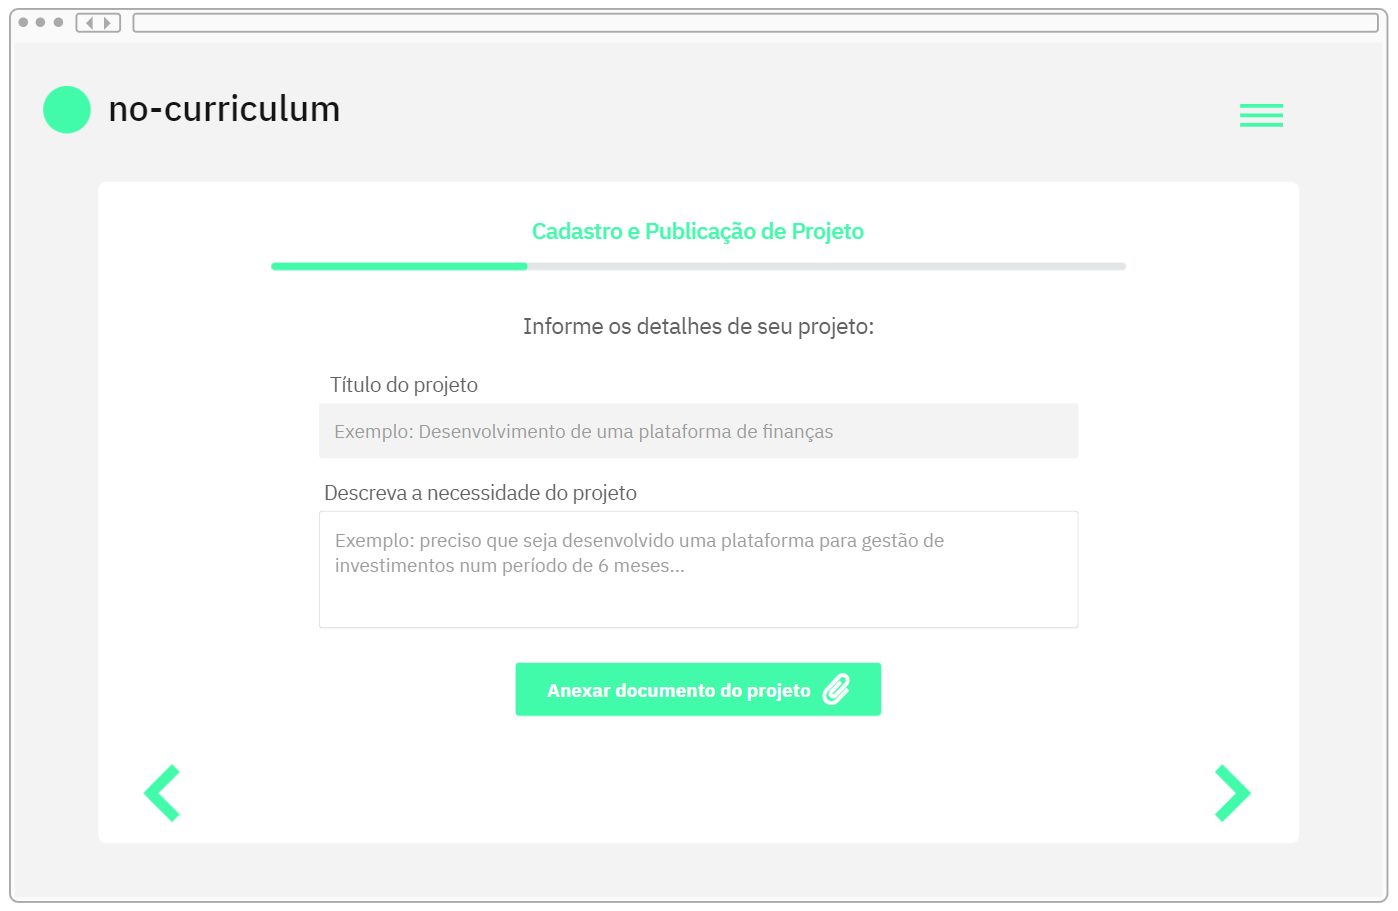 no-curriculum
Cadastro e Publicação de Projeto
Informe os detalhes de seu projeto:
Título do projeto
Exemplo: Desenvolvimento de uma plataforma de finanças
Descreva a necessidade do projeto
Exemplo: preciso que seja desenvolvido uma plataforma para gestão de
investimentos num período de 6 meses...
Anexar documento do projeto